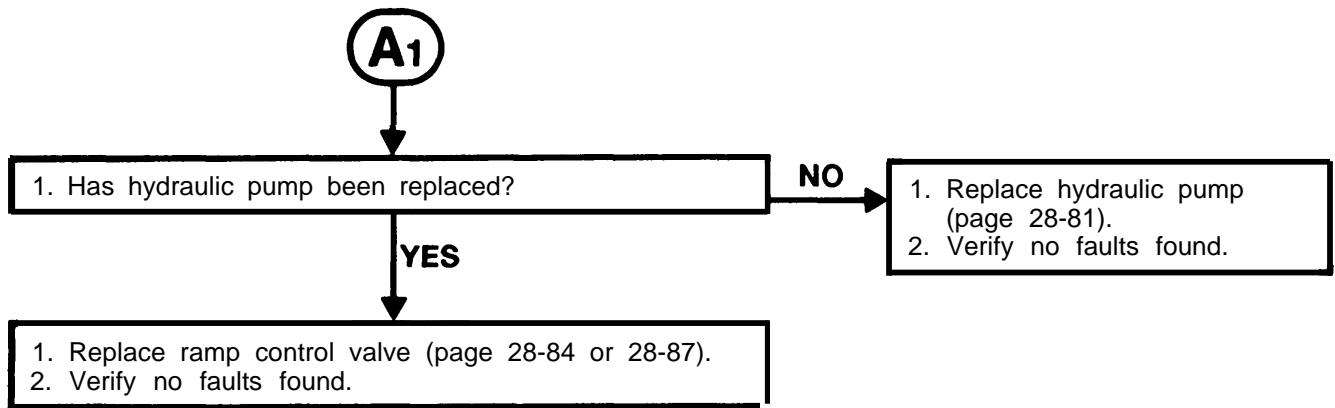 A1
1. Has hydraulic pump been replaced?
NO
1. Replace hydraulic pump
(page 28-81).
2. Verify no faults found.
YES
1. Replace ramp control valve (page 28-84 or 28-87).
2. Verify no faults found.